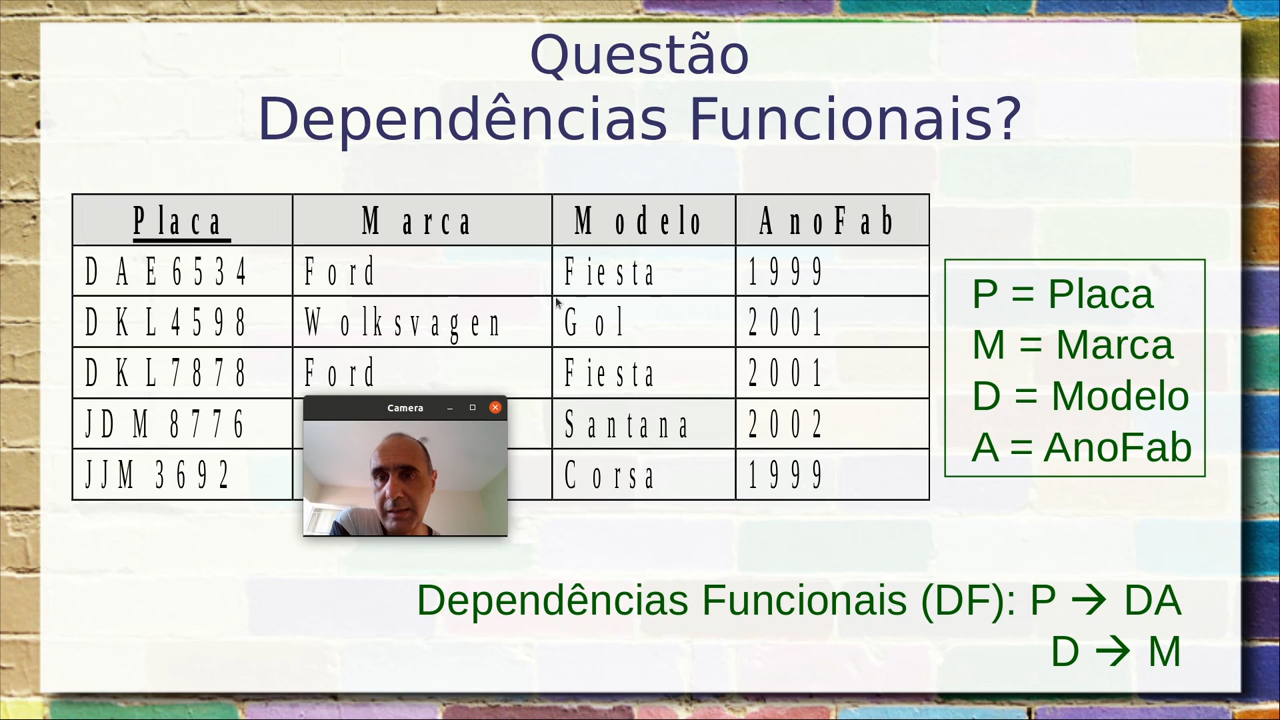 Questão
Dependências Funcionais?
Placa Marca Modelo AnoFab
DAE6534 Ford Fiesta 1999
DKL4598 Wolksvagen Gol 2001
DKL7878 Ford Fiesta 2001
JDM8776 Santana 2002
JJM3692 Corsa 1999
P = Placa
M = Marca
D = Modelo
A = AnoFab
Camera
Dependências Funcionais (DF): P → DA
D → M